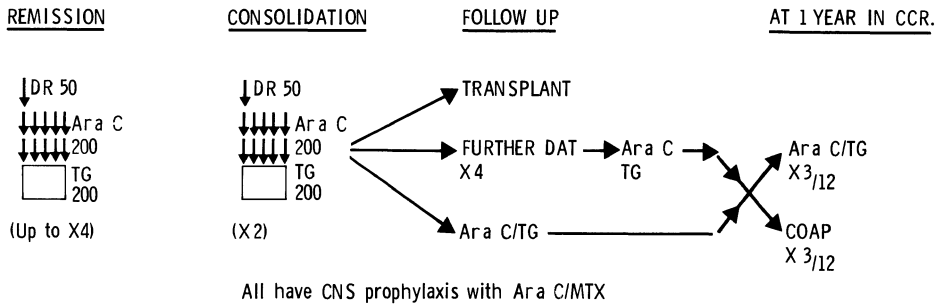 REMISSION CONSOLIDATION FOLLOW UP AT 1 YEAR IN CCR.
DR 50 DR 50
TRANSPLANT
Ara C Ara C
200 200 FURTHER DAT Ara C Ara C/TG
TG TG X4 TG X 3/12
200 200
(Up to X4) (X2) Ara C/TG COAP
X 3/12
All have CNS prophylaxis with Ara C/MTX